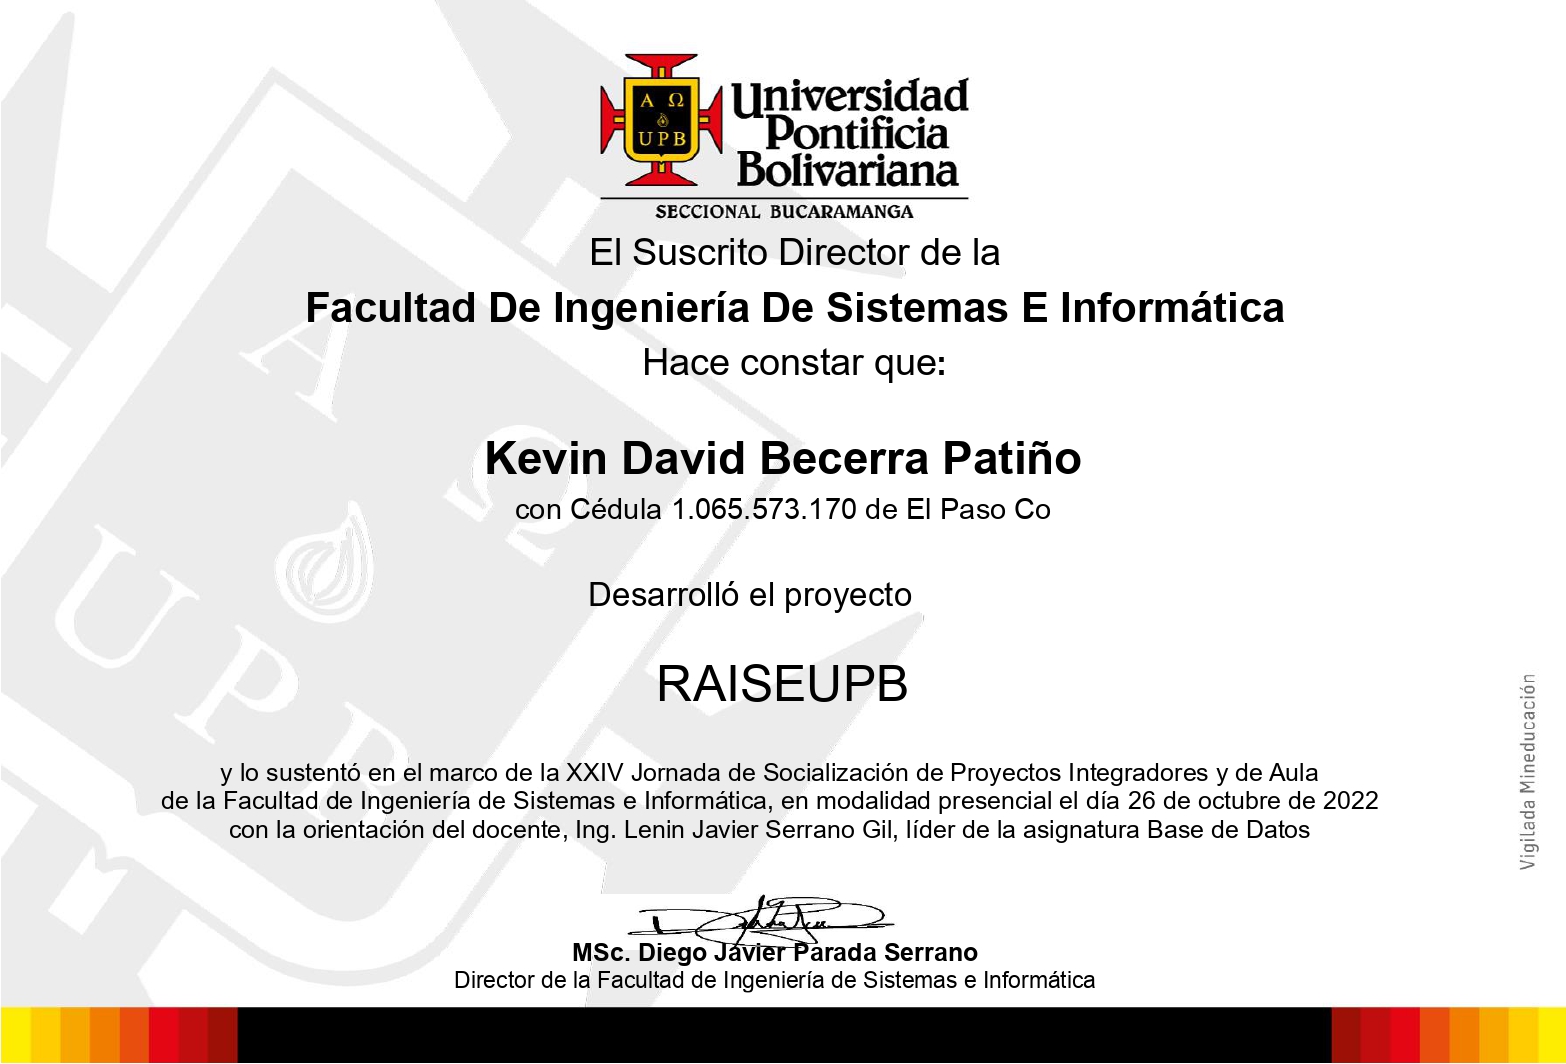 Α Ω
UPB
Universidad
Pontificia
Bolivariana
SECCIONAL BUCARAMANGA
El Suscrito Director de la
Facultad De Ingeniería De Sistemas E Informática
Hace constar que:
Kevin David Becerra Patiño
con Cédula 1.065.573.170 de El Paso Co
Desarrolló el proyecto
RAISEUPB
y lo sustentó en el marco de la XXIV Jornada de Socialización de Proyectos Integradores y de Aula
de la Facultad de Ingeniería de Sistemas e Informática, en modalidad presencial el día 26 de octubre de 2022
con la orientación del docente, Ing. Lenin Javier Serrano Gil, líder de la asignatura Base de Datos
MSc. Diego Javier Parada Serrano
Director de la Facultad de Ingeniería de Sistemas e Informática
Vigilada Mineducación
Α
Ω
UPB